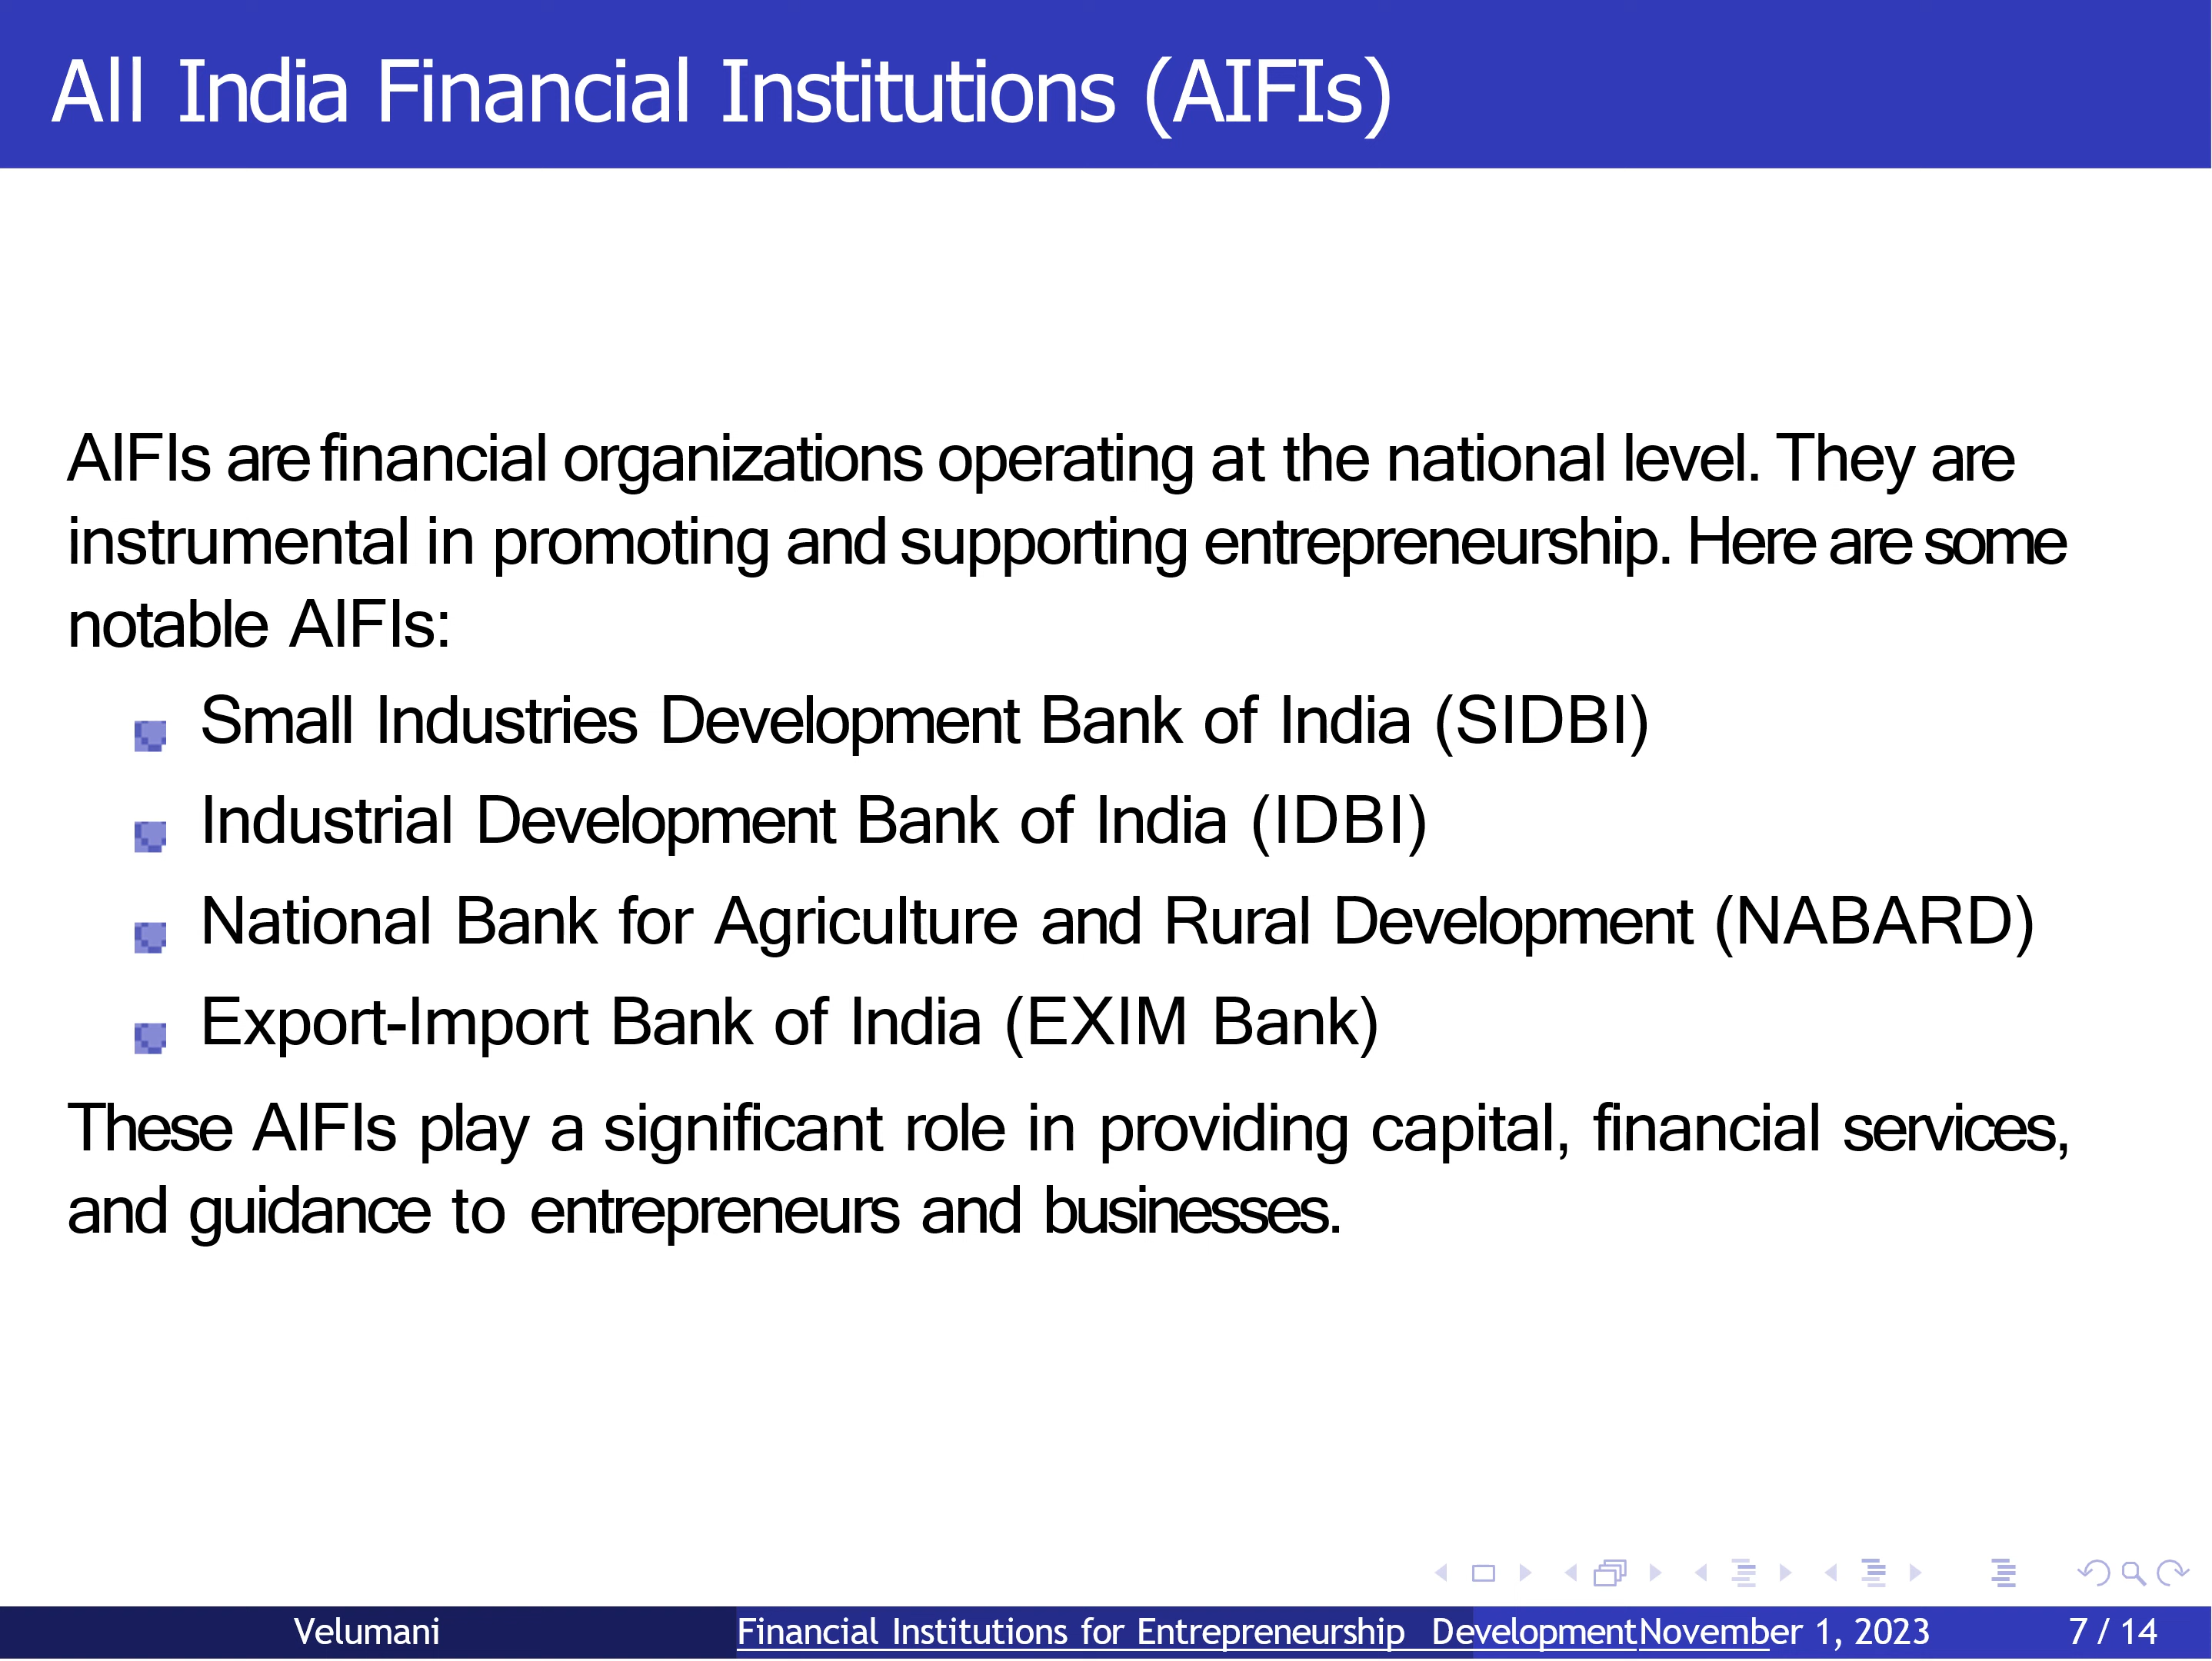 All India Financial Institutions (AIFIs)
AIFIs are financial organizations operating at the national level. They are
instrumental in promoting and supporting entrepreneurship. Here are some
notable AIFIs:
Small Industries Development Bank of India (SIDBI)
Industrial Development Bank of India (IDBI)
National Bank for Agriculture and Rural Development (NABARD)
Export-Import Bank of India (EXIM Bank)
These AIFIs play a significant role in providing capital, financial services,
and guidance to entrepreneurs and businesses.
Velumani Financial Institutions for Entrepreneurship Development November 1, 2023 7 / 14